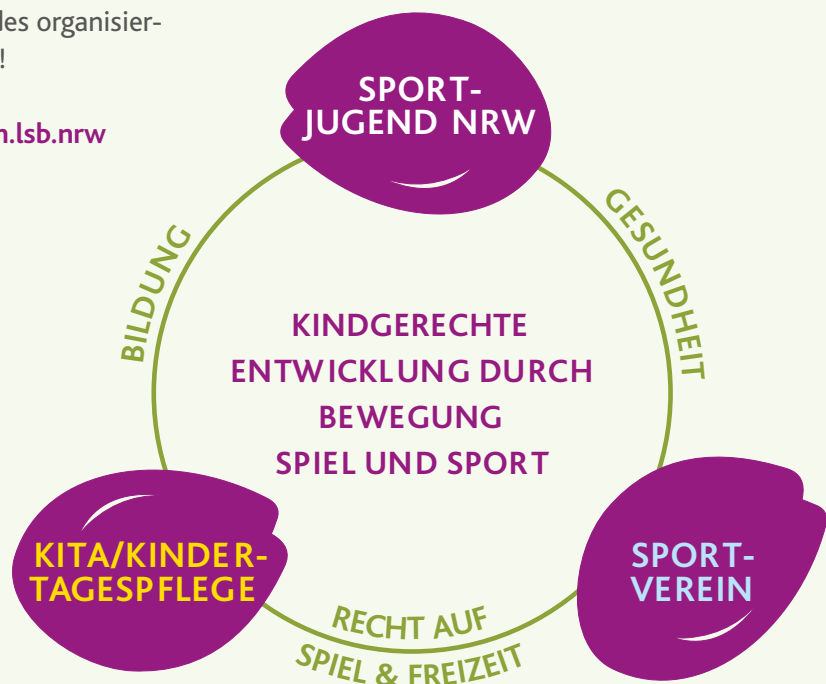 des organisier-
!
n.lsb.nrw
SPORT-
JUGEND NRW
BILDUNG
GESUNDHEIT
KINDGERECHTE
ENTWICKLUNG DURCH
BEWEGUNG
SPIEL UND SPORT
KITA/KINDER-
TAGESPFLEGE
SPORT-
VEREIN
RECHT AUF
SPIEL & FREIZEIT